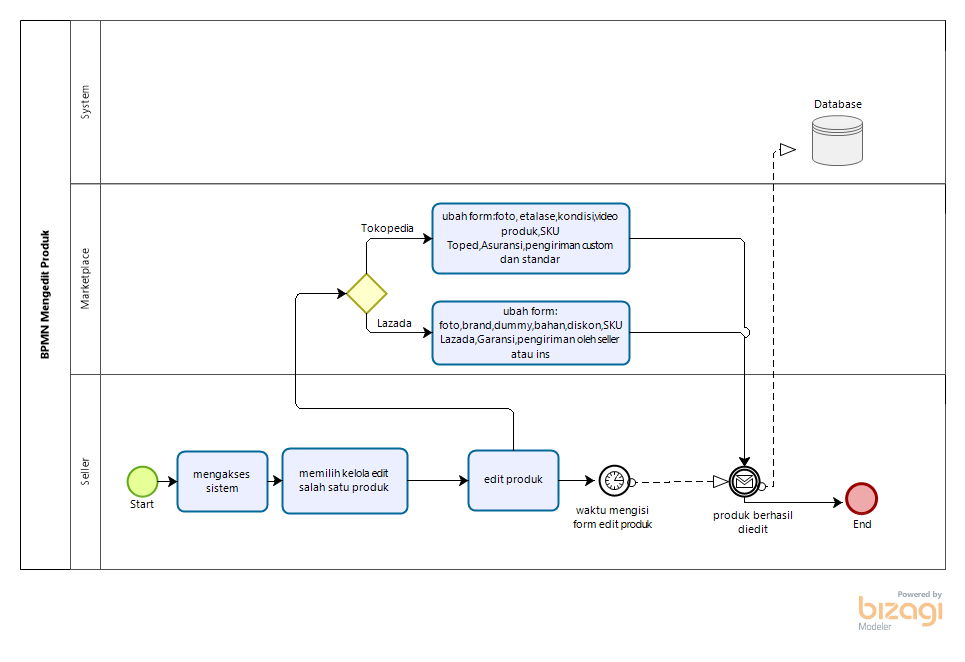 BPMN Mengedit Produk
System
Database
Marketplace
Tokopedia
ubah form:foto, etalase,kondisi,video
produk,SKU
Toped,Asuransi,pengiriman custom
dan standar
Lazada
ubah form:
foto,brand,dummy,bahan,diskon,SKU
Lazada,Garansi,pengiriman oleh seller
atau ins
Seller
Start
mengakses
sistem
memilih kelola edit
salah satu produk
edit produk
waktu mengisi
form edit produk
produk berhasil
diedit
End
Powered by
bizagi
Modeler